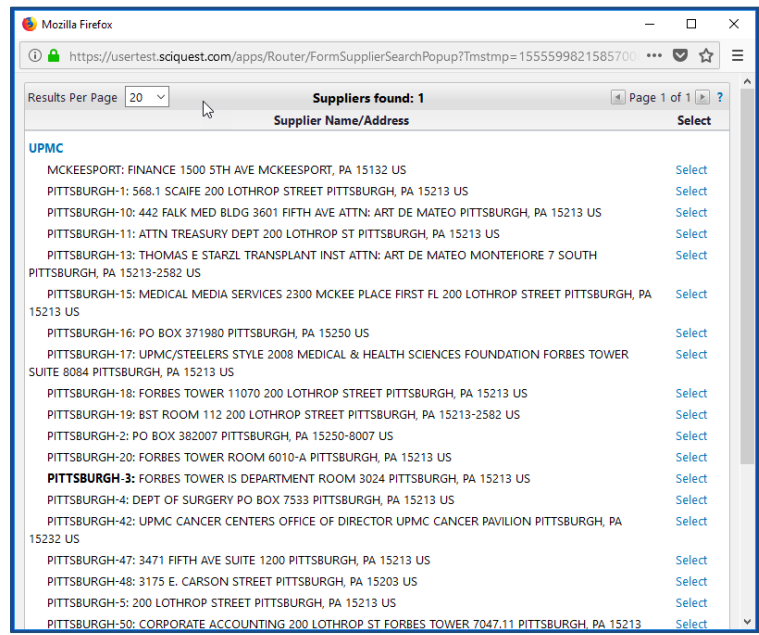 Mozilla Firefox
https://usertest.sciquest.com/apps/Router/FormSupplierSearchPopup?Tmstmp=1555599821585700
Results Per Page 20 Suppliers found: 1 Page 1 of 1 ?
Supplier Name/Address Select
UPMC
MCKEESPORT: FINANCE 1500 5TH AVE MCKEESPORT, PA 15132 US Select
PITTSBURGH-1: 568.1 SCAIFE 200 LOTHROP STREET PITTSBURGH, PA 15213 US Select
PITTSBURGH-10: 442 FALK MED BLDG 3601 FIFTH AVE ATTN: ART DE MATEO PITTSBURGH, PA 15213 US Select
PITTSBURGH-11: ATTN TREASURY DEPT 200 LOTHROP ST PITTSBURGH, PA 15213 US Select
PITTSBURGH-13: THOMAS E STARZL TRANSPLANT INST ATTN: ART DE MATEO MONTEFIORE 7 SOUTH Select
PITTSBURGH, PA 15213-2582 US
PITTSBURGH-15: MEDICAL MEDIA SERVICES 2300 MCKEE PLACE FIRST FL 200 LOTHROP STREET PITTSBURGH, PA Select
15213 US
PITTSBURGH-16: PO BOX 371980 PITTSBURGH, PA 15250 US Select
PITTSBURGH-17: UPMC/STEELERS STYLE 2008 MEDICAL & HEALTH SCIENCES FOUNDATION FORBES TOWER Select
SUITE 8084 PITTSBURGH, PA 15213 US
PITTSBURGH-18: FORBES TOWER 11070 200 LOTHROP STREET PITTSBURGH, PA 15213 US Select
PITTSBURGH-19: BST ROOM 112 200 LOTHROP STREET PITTSBURGH, PA 15213-2582 US Select
PITTSBURGH-2: PO BOX 382007 PITTSBURGH, PA 15250-8007 US Select
PITTSBURGH-20: FORBES TOWER ROOM 6010-A PITTSBURGH, PA 15213 US Select
PITTSBURGH-3: FORBES TOWER IS DEPARTMENT ROOM 3024 PITTSBURGH, PA 15213 US Select
PITTSBURGH-4: DEPT OF SURGERY PO BOX 7533 PITTSBURGH, PA 15213 US Select
PITTSBURGH-42: UPMC CANCER CENTERS OFFICE OF DIRECTOR UPMC CANCER PAVILION PITTSBURGH, PA Select
15232 US
PITTSBURGH-47: 3471 FIFTH AVE SUITE 1200 PITTSBURGH, PA 15213 US Select
PITTSBURGH-48: 3175 E. CARSON STREET PITTSBURGH, PA 15203 US Select
PITTSBURGH-5: 200 LOTHROP STREET PITTSBURGH, PA 15213 US Select
PITTSBURGH-50: CORPORATE ACCOUNTING 200 LOTHROP ST FORBES TOWER 7047.11 PITTSBURGH, PA 15213 Select